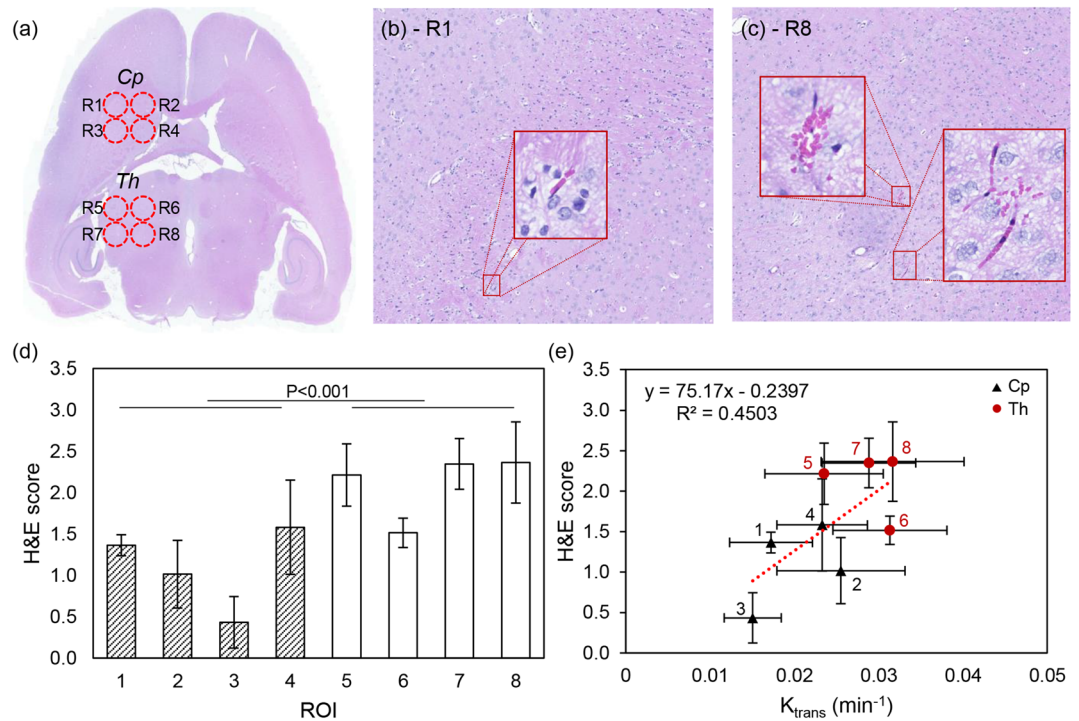 (a)
Cp
R1 R2
R3 R4
Th
R5 R6
R7 R8
(b) - R1
(c) - R8
(d)
3.5
3.0
2.5
2.0
1.5
1.0
0.5
0.0
H&E score
P<0.001
1 2 3 4 5 6 7 8
ROI
(e)
3.5
3.0
2.5
2.0
1.5
1.0
0.5
0.0
H&E score
y = 75.17x - 0.2397
R² = 0.4503
Cp
Th
5 7 8
4
1 6
2
3
0 0.01 0.02 0.03 0.04 0.05
Ktrans (min⁻¹)